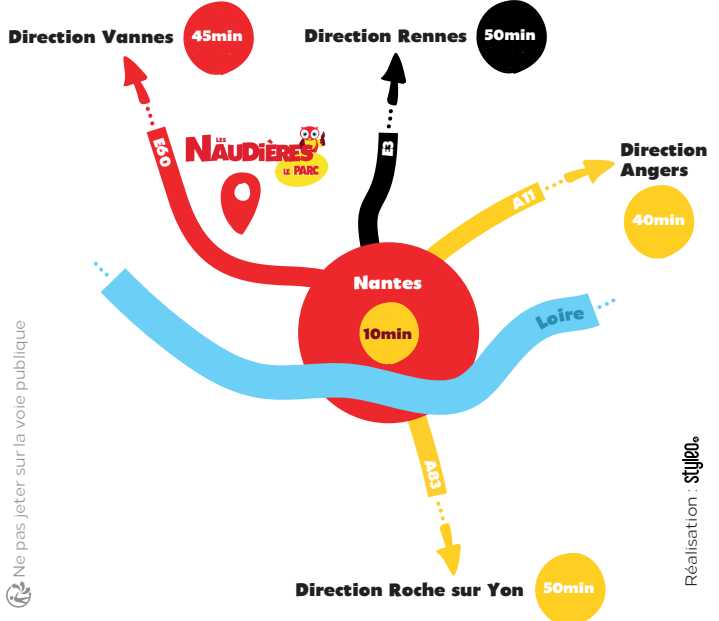 Direction Vannes
45min
Direction Rennes
50min
E60
LES
NAUDIÈRES
LE PARC
E3
Direction
Angers
40min
A11
Nantes
10min
Loire
A83
Direction Roche sur Yon
50min
Ne pas jeter sur la voie publique
Réalisation : styleo